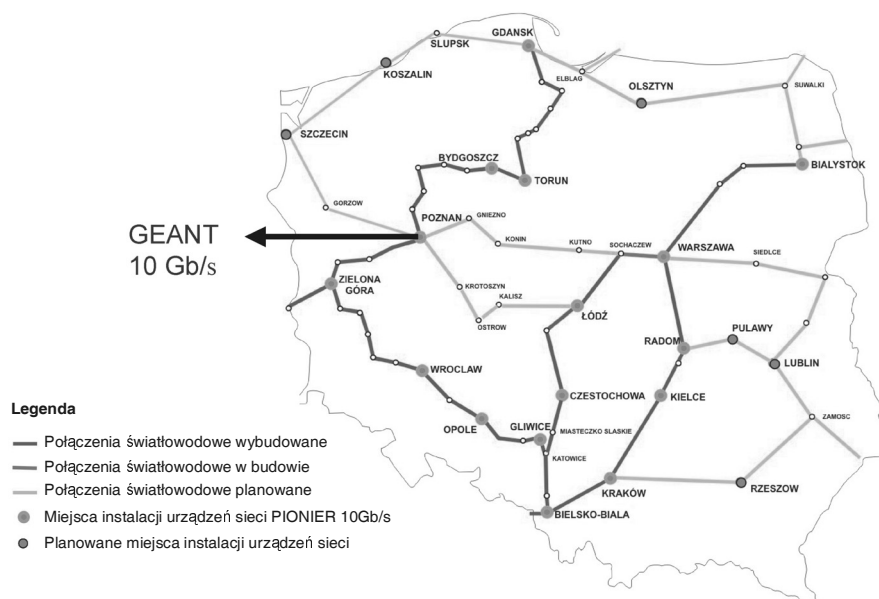 GDAŃSK
SLUPSK
KOSZALIN
ELBLAG
OLSZTYN
SUWALKI
SZCZECIN
BYDGOSZCZ
TORUN
BIALYSTOK
GORZOW
POZNAN
GNIEZNO
KONIN
KUTNO
SOCHACZEW
WARSZAWA
SIEDLCE
GEANT
10 Gb/s
ZIELONA
GÓRA
KROTOSZYN
KALISZ
OSTROW
ŁÓDŹ
RADOM
PULAWY
LUBLIN
WROCLAW
CZESTOCHOWA
KIELCE
OPOLE
GLIWICE
MIASTECZKO SLASKIE
ZAMOSC
KATOWICE
KRAKÓW
RZESZOW
BIELSKO-BIALA
Legenda
Połączenia światłowodowe wybudowane
Połączenia światłowodowe w budowie
Połączenia światłowodowe planowane
Miejsca instalacji urządzeń sieci PIONIER 10Gb/s
Planowane miejsca instalacji urządzeń sieci